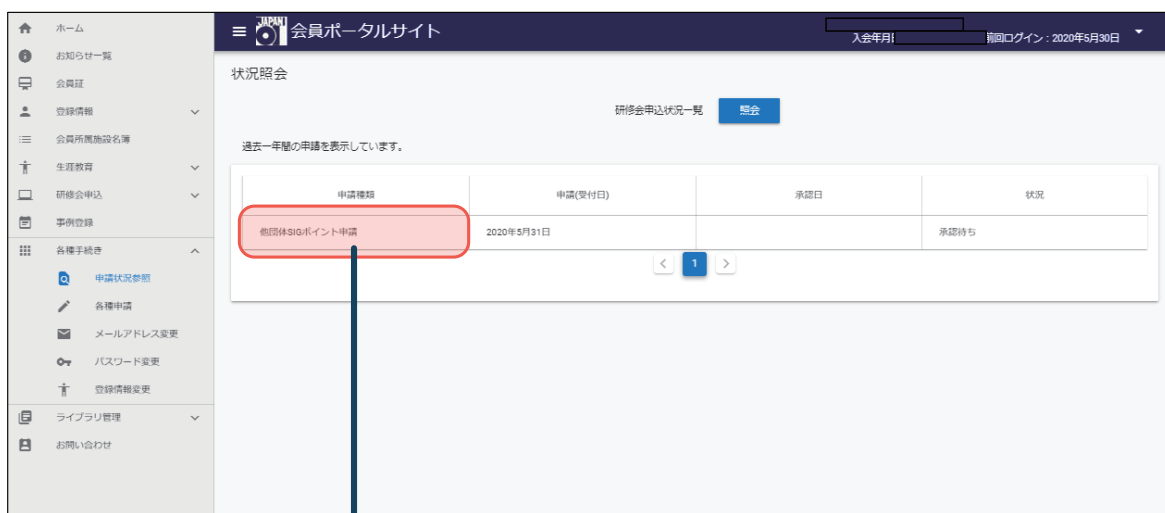 ホーム
お知らせ一覧
会員証
登録情報
会員所属施設名簿
生涯教育
研修会申込
事例登録
各種手続き
申請状況参照
各種申請
メールアドレス変更
パスワード変更
登録情報変更
ライブラリ管理
お問い合わせ
JAPAN
会員ポータルサイト
入会年月
前回ログイン : 2020年5月30日
状況照会
研修会申込状況一覧 照会
過去一年間の申請を表示しています。
申請種類 申請(受付日) 承認日 状況
他団体SIGポイント申請 2020年5月31日 承認待ち
< 1 >